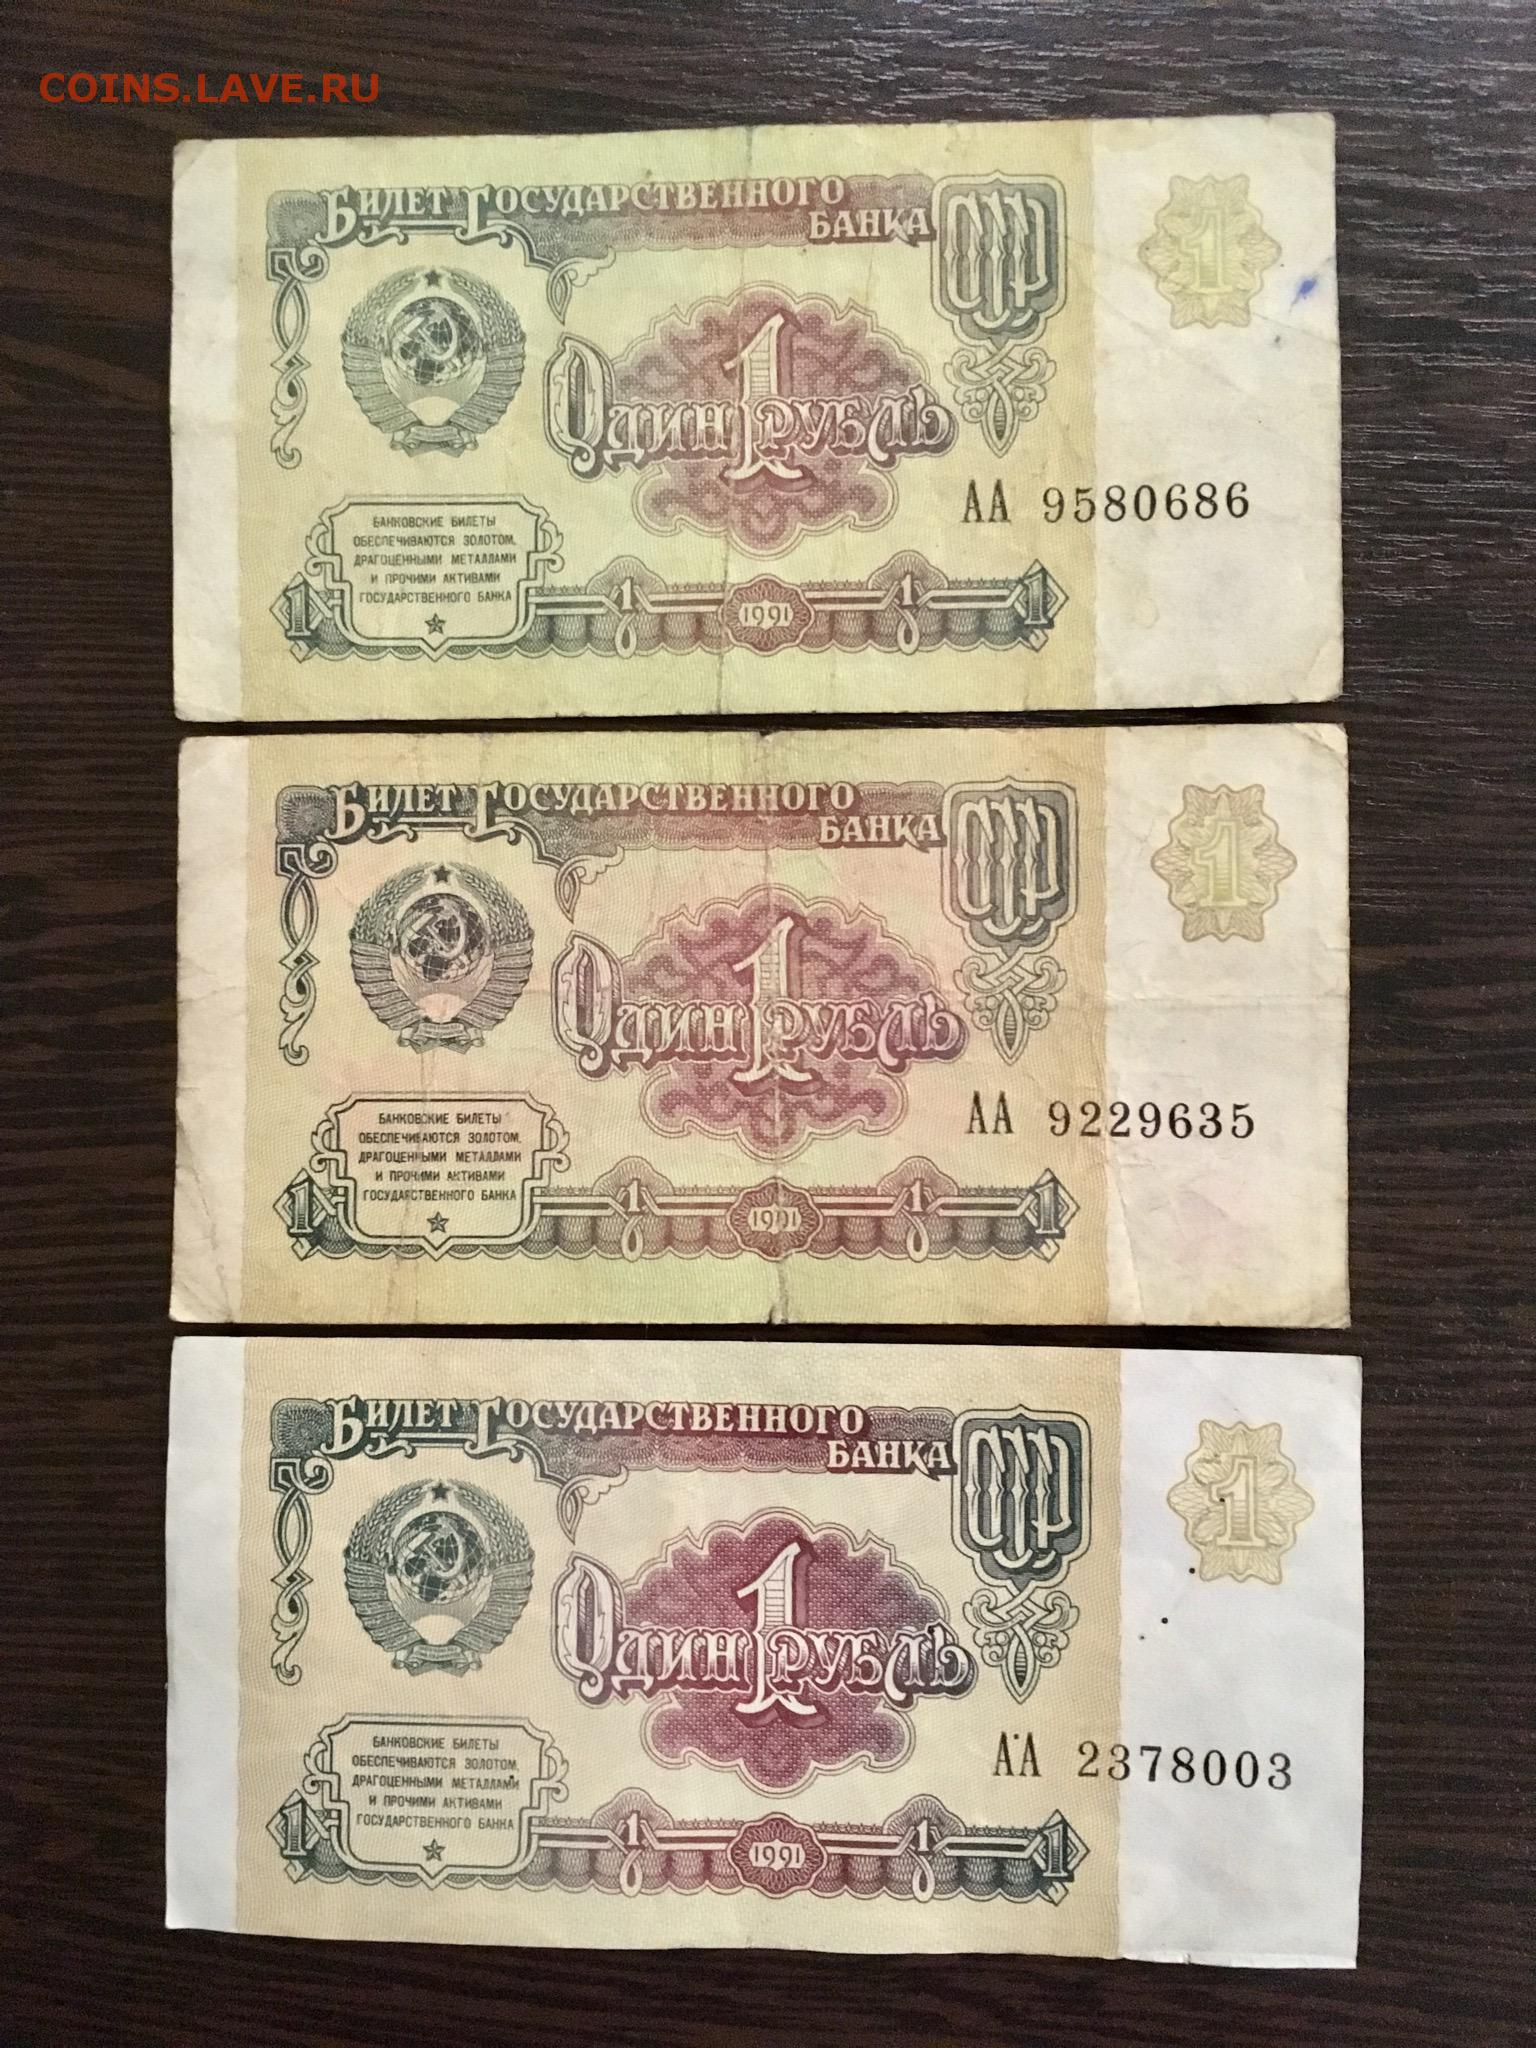 COINS.LAVE.RU
БИЛЕТ ГОСУДАРСТВЕННОГО
БАНКА
СССР
1
1
ОДИН РУБЛЬ
АА 9580686
БАНКОВСКИЕ БИЛЕТЫ
ОБЕСПЕЧИВАЮТСЯ ЗОЛОТОМ,
ДРАГОЦЕННЫМИ МЕТАЛЛАМИ
И ПРОЧИМИ АКТИВАМИ
ГОСУДАРСТВЕННОГО БАНКА
1 1 1991 1 1
БИЛЕТ ГОСУДАРСТВЕННОГО
БАНКА
СССР
1
1
ОДИН РУБЛЬ
АА 9229635
БАНКОВСКИЕ БИЛЕТЫ
ОБЕСПЕЧИВАЮТСЯ ЗОЛОТОМ,
ДРАГОЦЕННЫМИ МЕТАЛЛАМИ
И ПРОЧИМИ АКТИВАМИ
ГОСУДАРСТВЕННОГО БАНКА
1 1 1991 1 1
БИЛЕТ ГОСУДАРСТВЕННОГО
БАНКА
СССР
1
1
ОДИН РУБЛЬ
АА 2378003
БАНКОВСКИЕ БИЛЕТЫ
ОБЕСПЕЧИВАЮТСЯ ЗОЛОТОМ,
ДРАГОЦЕННЫМИ МЕТАЛЛАМИ
И ПРОЧИМИ АКТИВАМИ
ГОСУДАРСТВЕННОГО БАНКА
1 1 1991 1 1